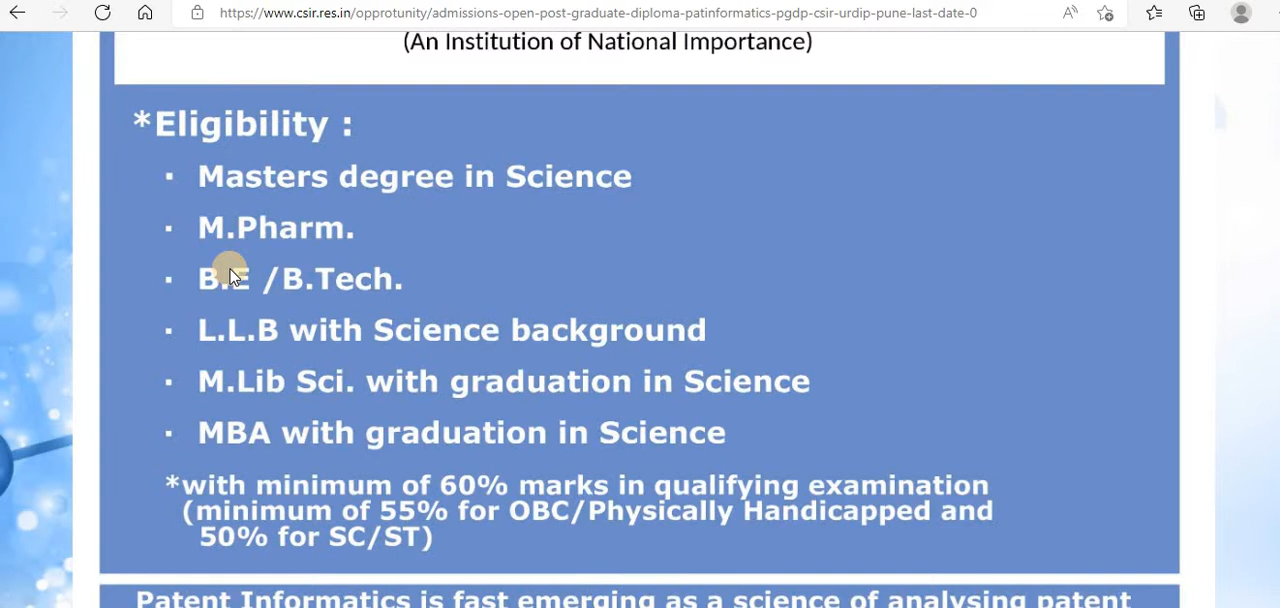 https://www.csir.res.in/opprotunity/admissions-open-post-graduate-diploma-patinformatics-pgdp-csir-urdip-pune-last-date-0
(An Institution of National Importance)
*Eligibility :
· Masters degree in Science
· M.Pharm.
· B.E /B.Tech.
· L.L.B with Science background
· M.Lib Sci. with graduation in Science
· MBA with graduation in Science
*with minimum of 60% marks in qualifying examination
(minimum of 55% for OBC/Physically Handicapped and
50% for SC/ST)
Patent Informatics is fast emerging as a science of analysing patent